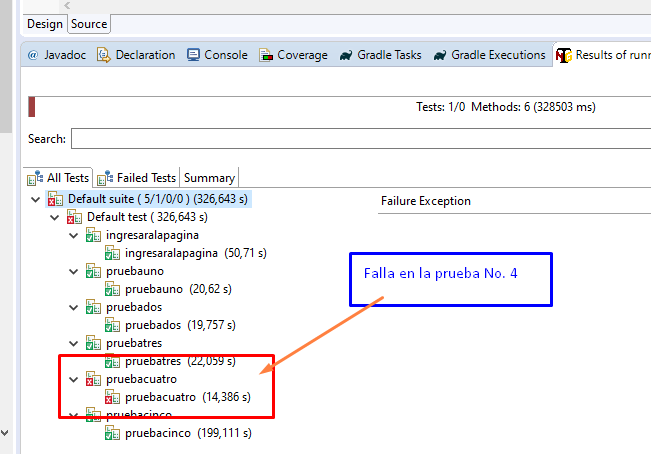 Design Source
@ Javadoc Declaration Console Coverage Gradle Tasks Gradle Executions Results of runn
Tests: 1/0 Methods: 6 (328503 ms)
Search:
All Tests Failed Tests Summary
Default suite ( 5/1/0/0 ) (326,643 s)
Failure Exception
Default test ( 326,643 s)
ingresaralapagina
ingresaralapagina (50,71 s)
Falla en la prueba No. 4
pruebauno
pruebauno (20,62 s)
pruebados
pruebados (19,757 s)
pruebatres
pruebatres (22,059 s)
pruebacuatro
pruebacuatro (14,386 s)
pruebacinco
pruebacinco (199,111 s)